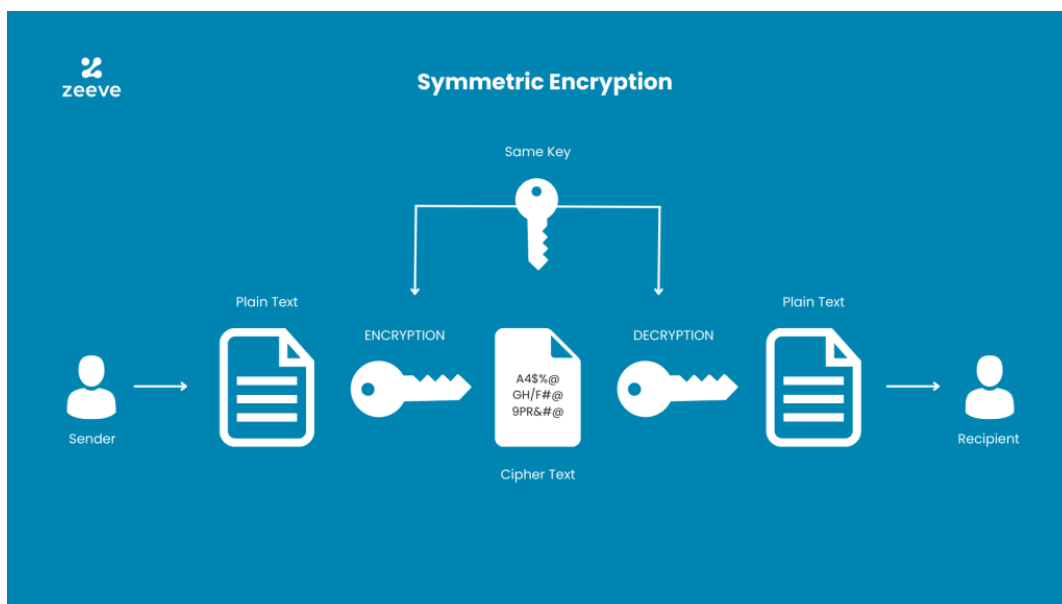 zeeve
Symmetric Encryption
Same Key
Plain Text
Plain Text
ENCRYPTION
DECRYPTION
A4$%@
GH/F#@
9PR&#@
Sender
Recipient
Cipher Text